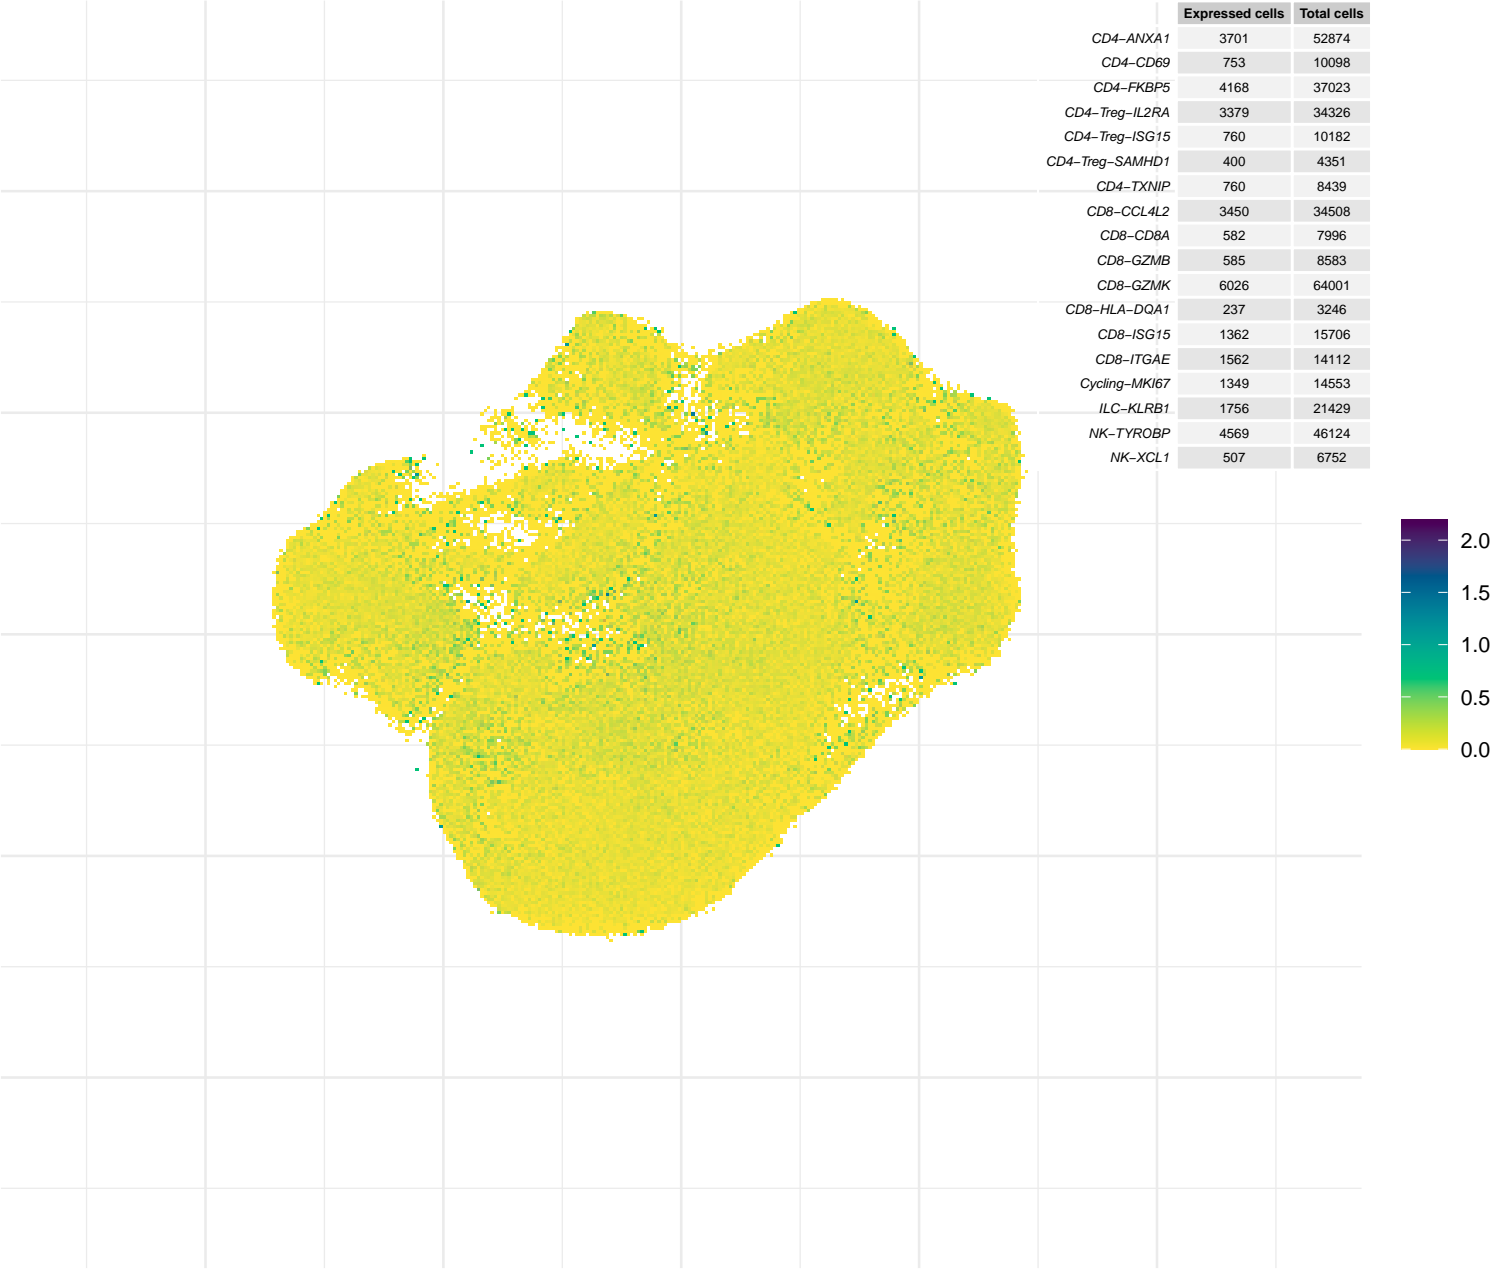 Expressed cells Total cells
CD4−ANXA1 3701 52874
CD4−CD69 753 10098
CD4−FKBP5 4168 37023
CD4−Treg−IL2RA 3379 34326
CD4−Treg−ISG15 760 10182
CD4−Treg−SAMHD1 400 4351
CD4−TXNIP 760 8439
CD8−CCL4L2 3450 34508
CD8−CD8A 582 7996
CD8−GZMB 585 8583
CD8−GZMK 6026 64001
CD8−HLA−DQA1 237 3246
CD8−ISG15 1362 15706
CD8−ITGAE 1562 14112
Cycling−MKI67 1349 14553
ILC−KLRB1 1756 21429
NK−TYROBP 4569 46124
NK−XCL1 507 6752
2.0
1.5
1.0
0.5
0.0